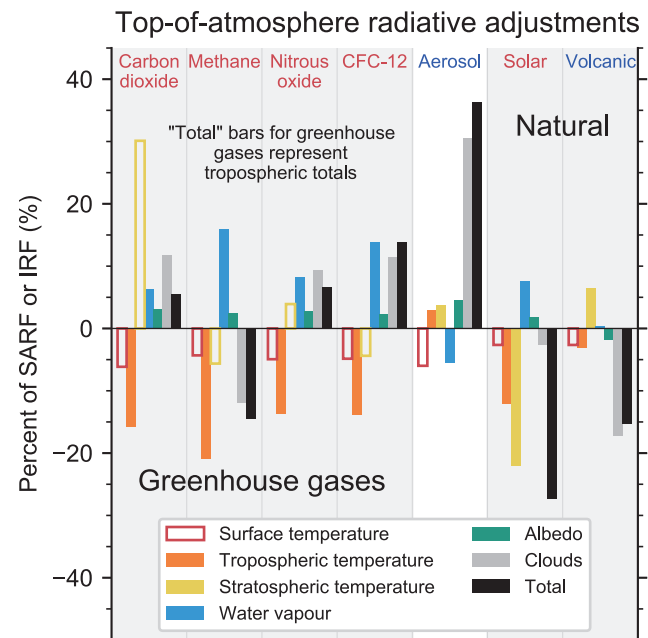 Top-of-atmosphere radiative adjustments
Carbon dioxide
Methane
Nitrous oxide
CFC-12
Aerosol
Solar
Volcanic
"Total" bars for greenhouse
gases represent
tropospheric totals
Natural
Percent of SARF or IRF (%)
40
20
0
−20
−40
Greenhouse gases
Surface temperature
Tropospheric temperature
Stratospheric temperature
Water vapour
Albedo
Clouds
Total